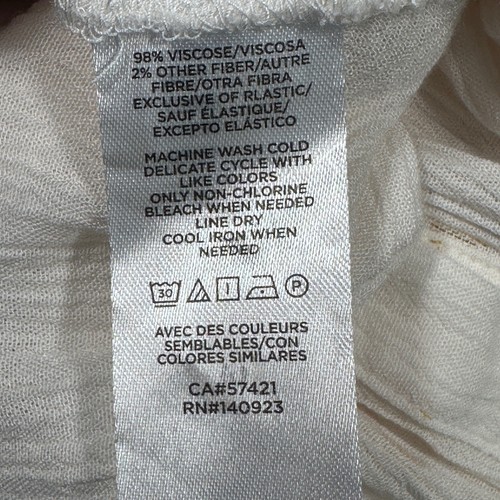 98% VISCOSE/VISCOSA
2% OTHER FIBER/AUTRE
FIBRE/OTRA FIBRA
EXCLUSIVE OF RLASTIC/
SAUF ÉLASTIQUE/
EXCEPTO ELÁSTICO
MACHINE WASH COLD
DELICATE CYCLE WITH
LIKE COLORS
ONLY NON-CHLORINE
BLEACH WHEN NEEDED
LINE DRY
COOL IRON WHEN
NEEDED
30 P
AVEC DES COULEURS
SEMBLABLES/CON
COLORES SIMILARES
CA#57421
RN#140923